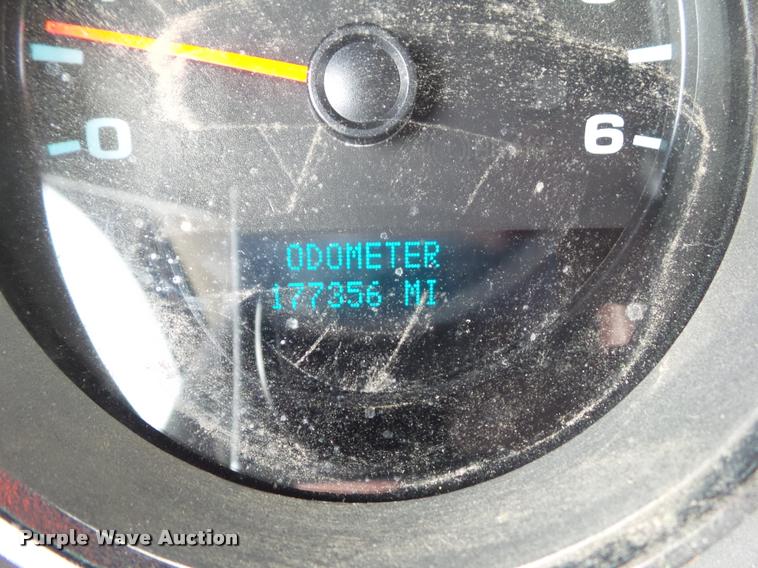 0
6
ODOMETER
177356 MI
Purple Wave Auction